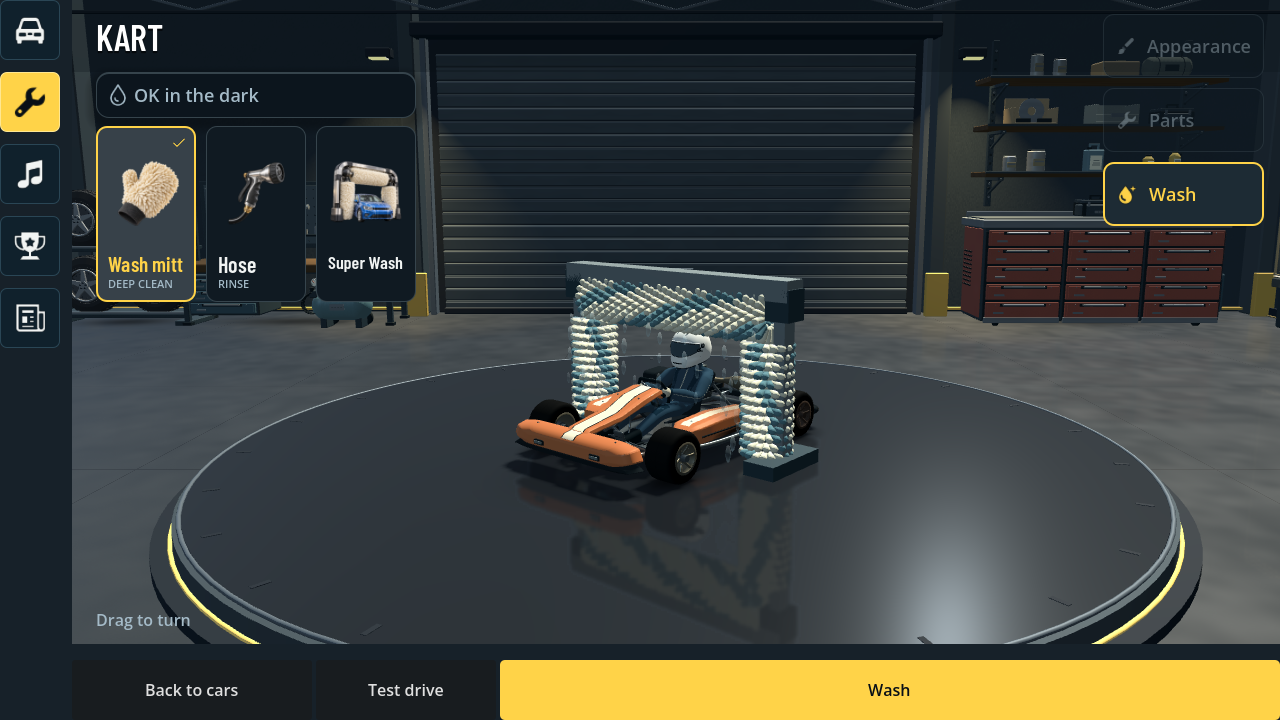 KART
OK in the dark
Wash mitt
DEEP CLEAN
Hose
RINSE
Super Wash
Appearance
Parts
Wash
Drag to turn
Back to cars
Test drive
Wash